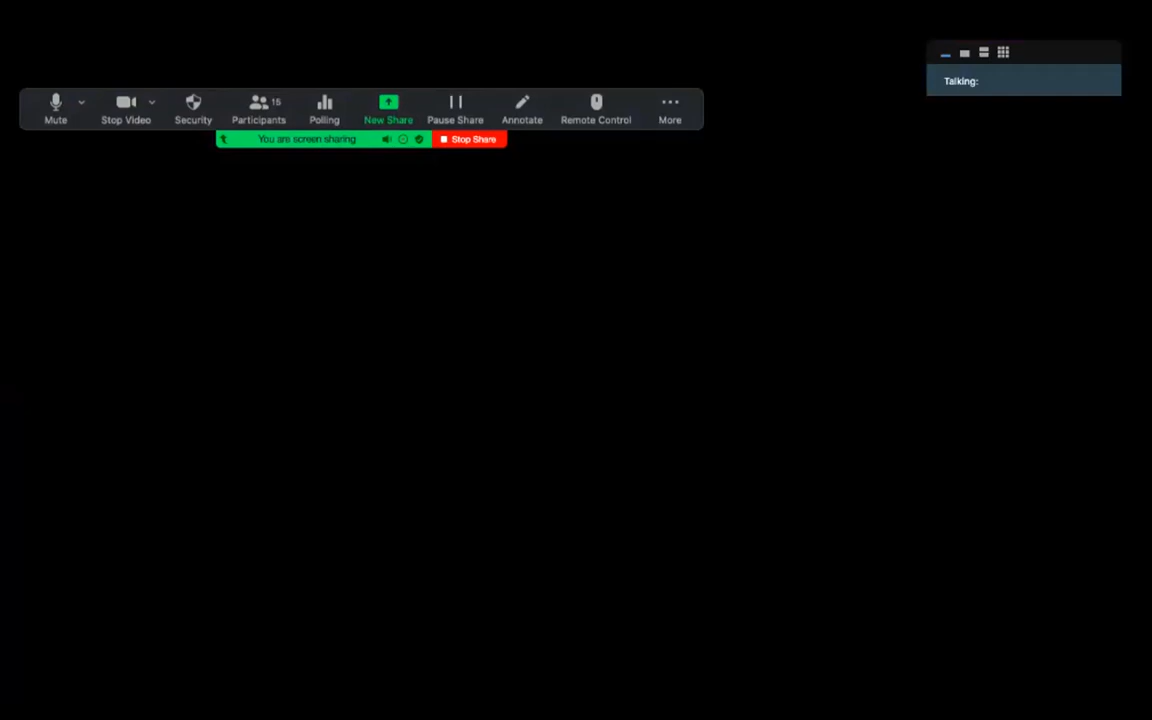 Talking:
15
Mute
Stop Video
Security
Participants
Polling
New Share
Pause Share
Annotate
Remote Control
More
You are screen sharing
Stop Share